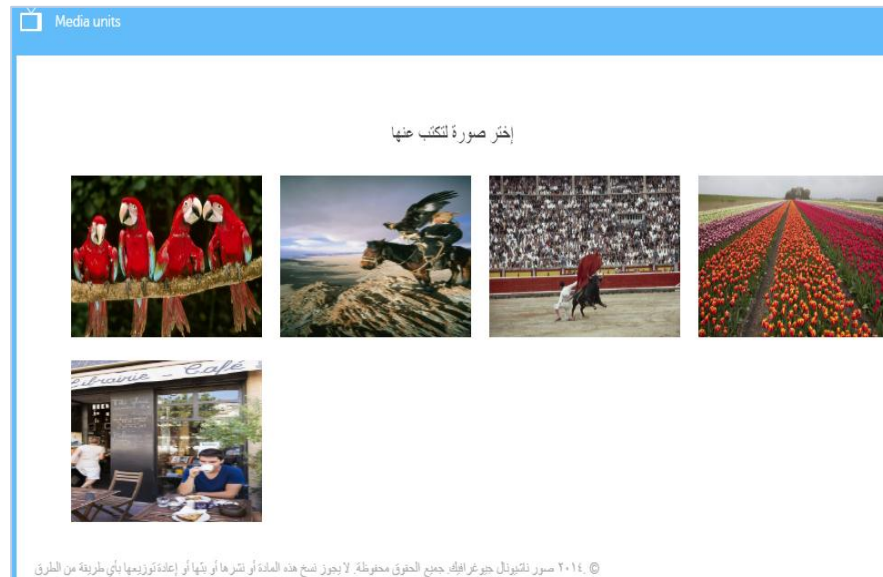 Media units
إختر صورة لتكتب عنها
Librairie - Café
© ٢٠١٤. صور ناشيونال جيوغرافيك. جميع الحقوق محفوظة. لا يجوز نسخ هذه المادة أو نشرها أو بثها أو إعادة توزيعها بأي طريقة من الطرق